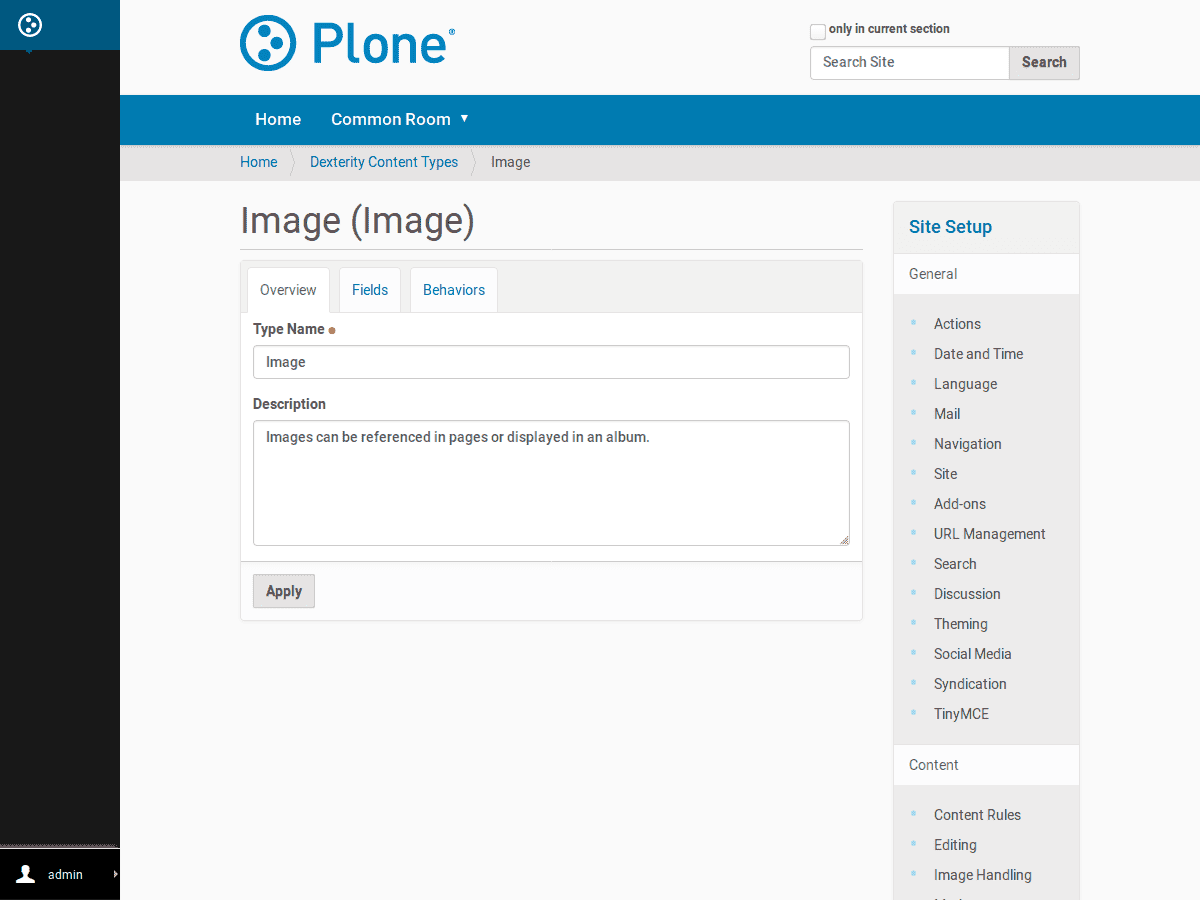 Plone®
only in current section
Search Site
Search
Home
Common Room ▼
Home
Dexterity Content Types
Image
Image (Image)
Overview
Fields
Behaviors
Type Name
Image
Description
Images can be referenced in pages or displayed in an album.
Apply
Site Setup
General
Actions
Date and Time
Language
Mail
Navigation
Site
Add-ons
URL Management
Search
Discussion
Theming
Social Media
Syndication
TinyMCE
Content
Content Rules
Editing
Image Handling
admin